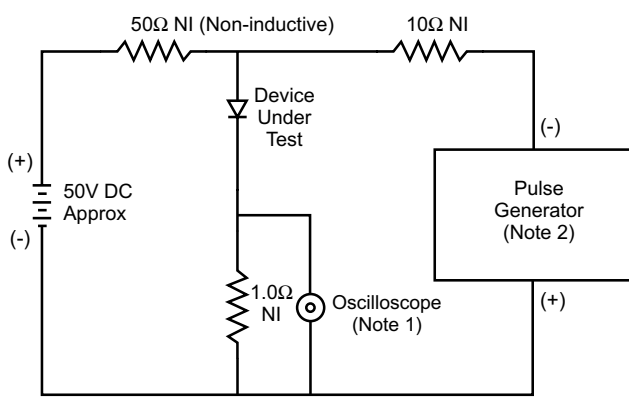 50Ω NI (Non-inductive)
10Ω NI
Device
Under
Test
(-)
(+)
50V DC
Approx
(-)
Pulse
Generator
(Note 2)
1.0Ω
NI
Oscilloscope
(Note 1)
(+)